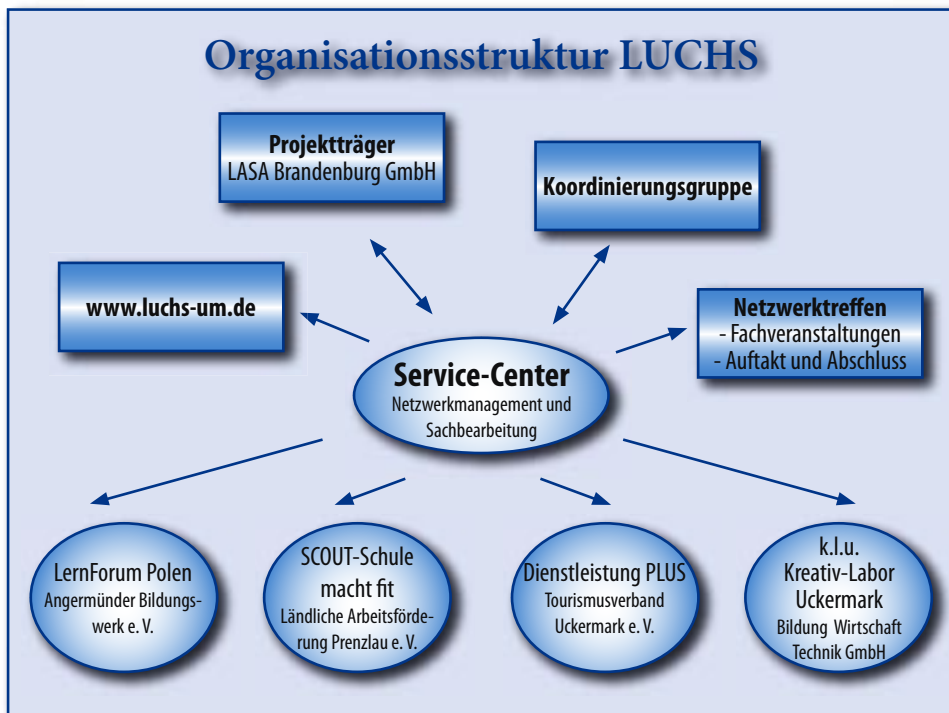 Organisationsstruktur LUCHS
Projektträger
LASA Brandenburg GmbH
Koordinierungsgruppe
www.luchs-um.de
Netzwerktreffen
- Fachveranstaltungen
- Auftakt und Abschluss
Service-Center
Netzwerkmanagement und
Sachbearbeitung
LernForum Polen
Angermünder Bildungs-
werk e. V.
SCOUT-Schule
macht fit
Ländliche Arbeitsförde-
rung Prenzlau e. V.
Dienstleistung PLUS
Tourismusverband
Uckermark e. V.
k.l.u.
Kreativ-Labor
Uckermark
Bildung Wirtschaft
Technik GmbH